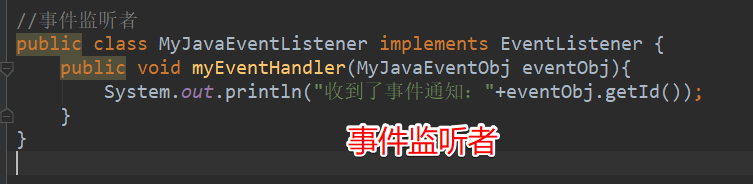 //事件监听者
public class MyJavaEventListener implements EventListener {
public void myEventHandler(MyJavaEventObj eventObj){
System.out.println("收到了事件通知："+eventObj.getId());
}
}
事件监听者